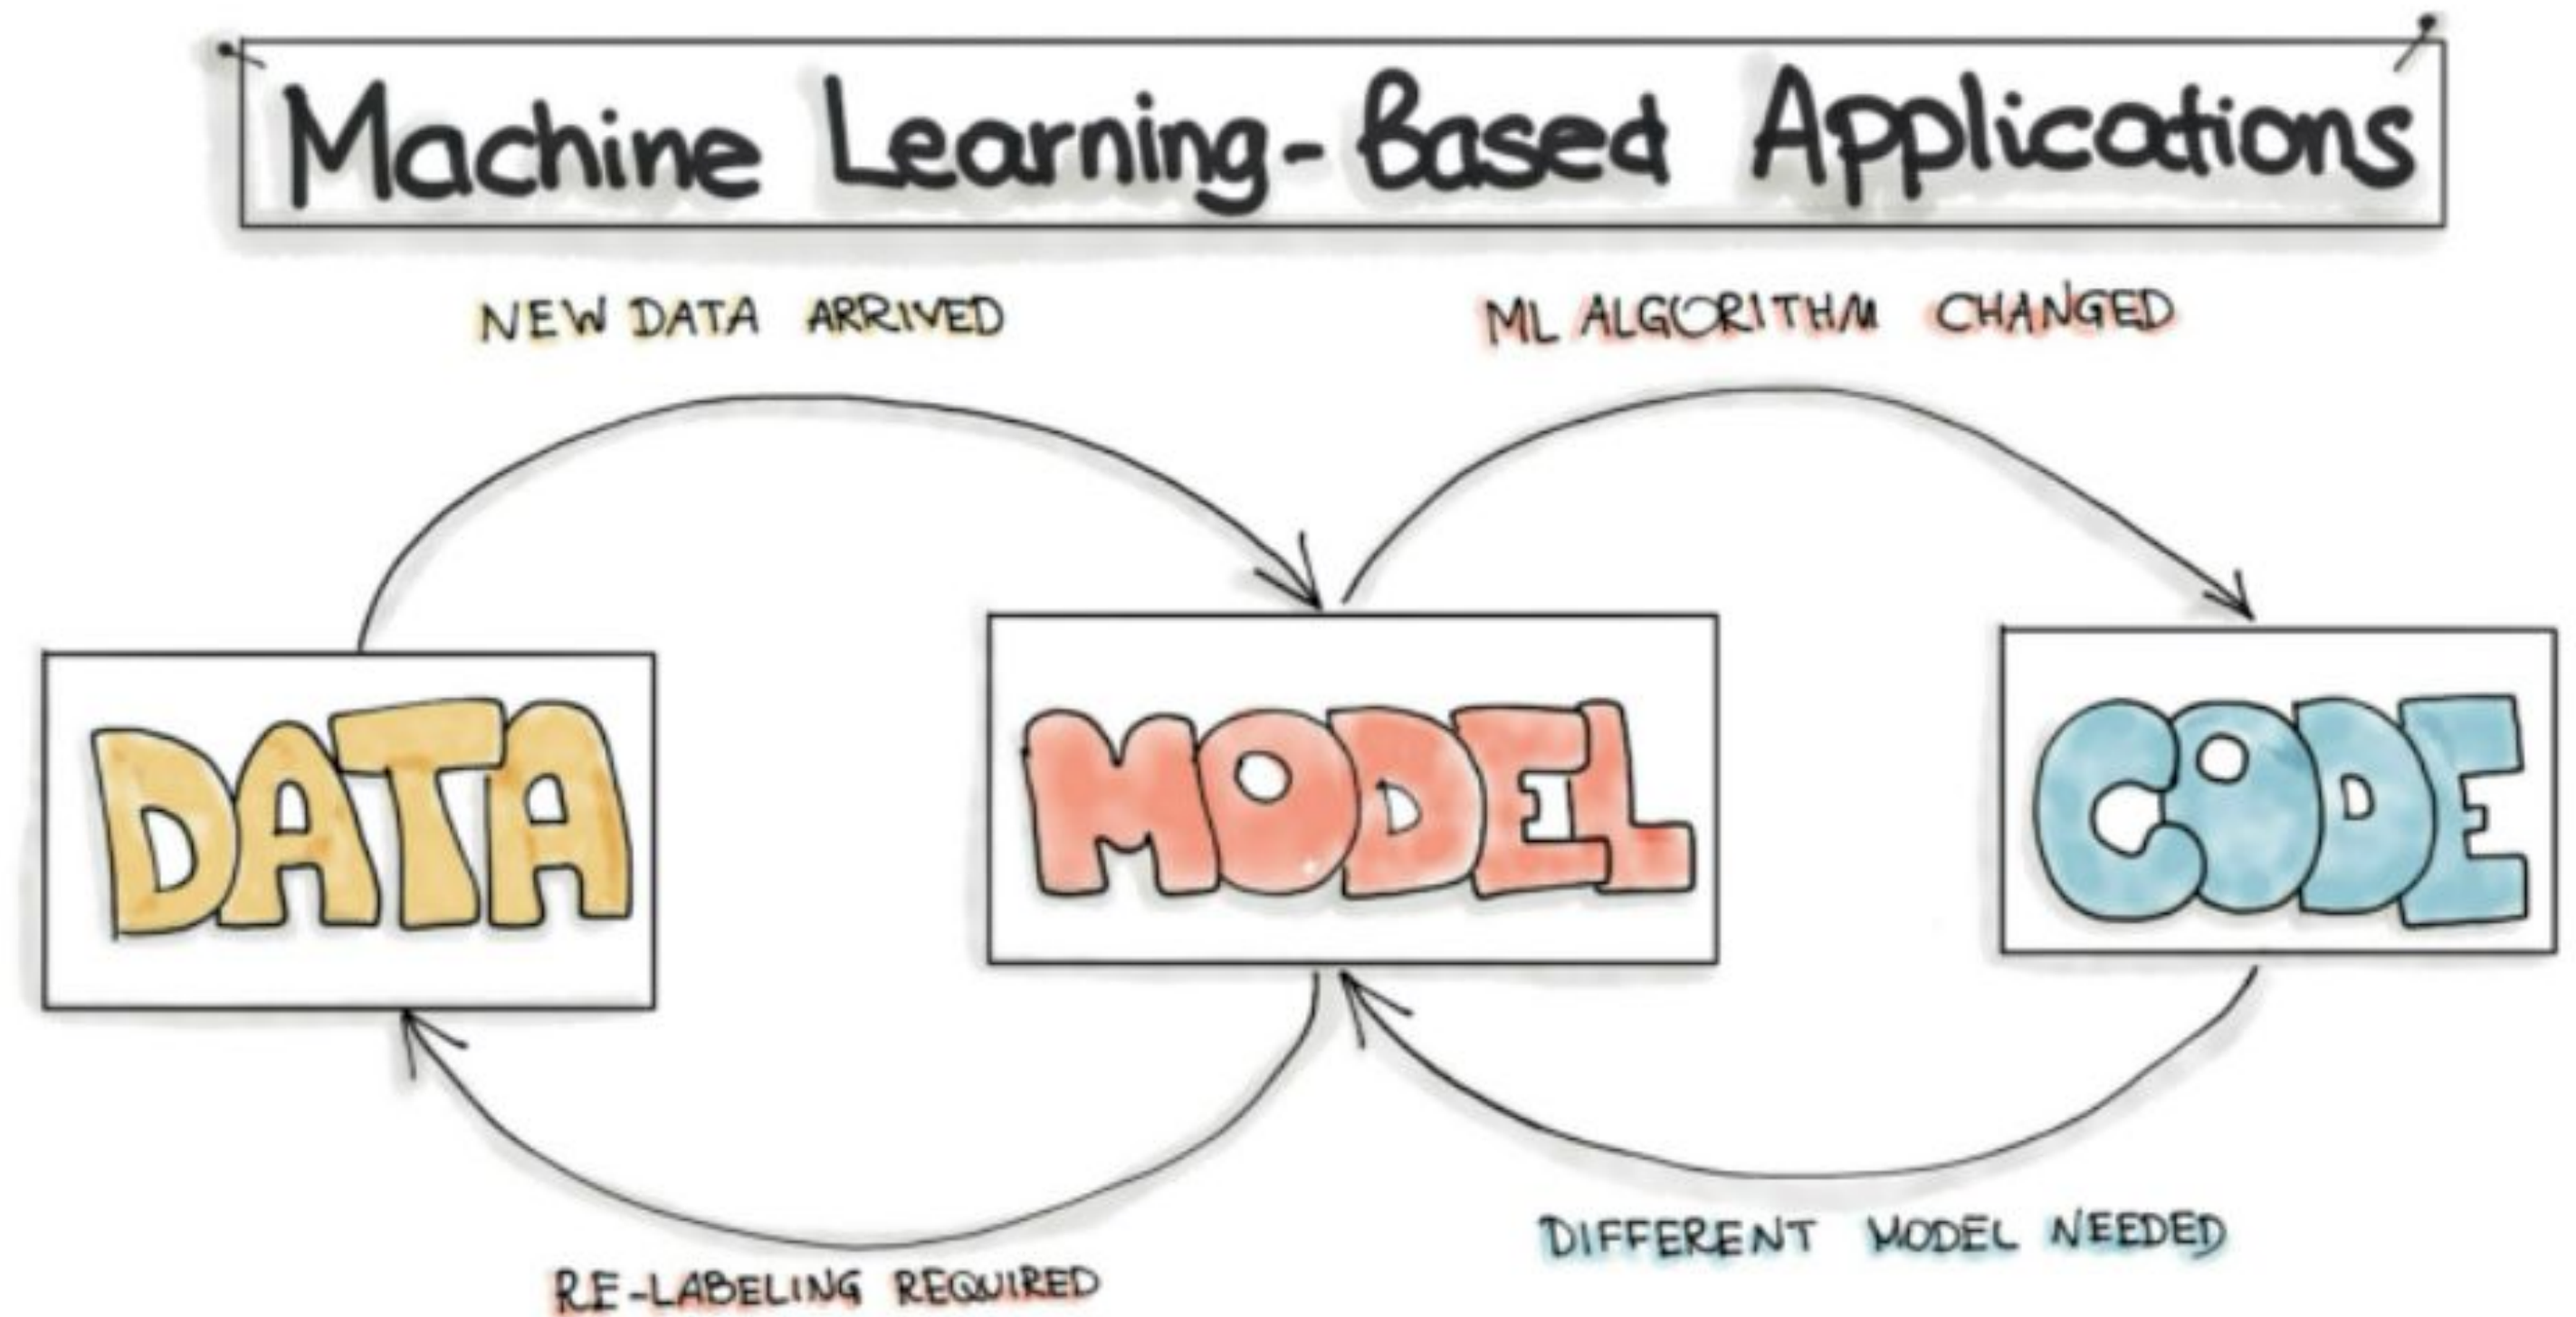 Machine Learning-Based Applications
NEW DATA ARRIVED
ML ALGORITHM CHANGED
DATA
MODEL
CODE
RE-LABELING REQUIRED
DIFFERENT MODEL NEEDED